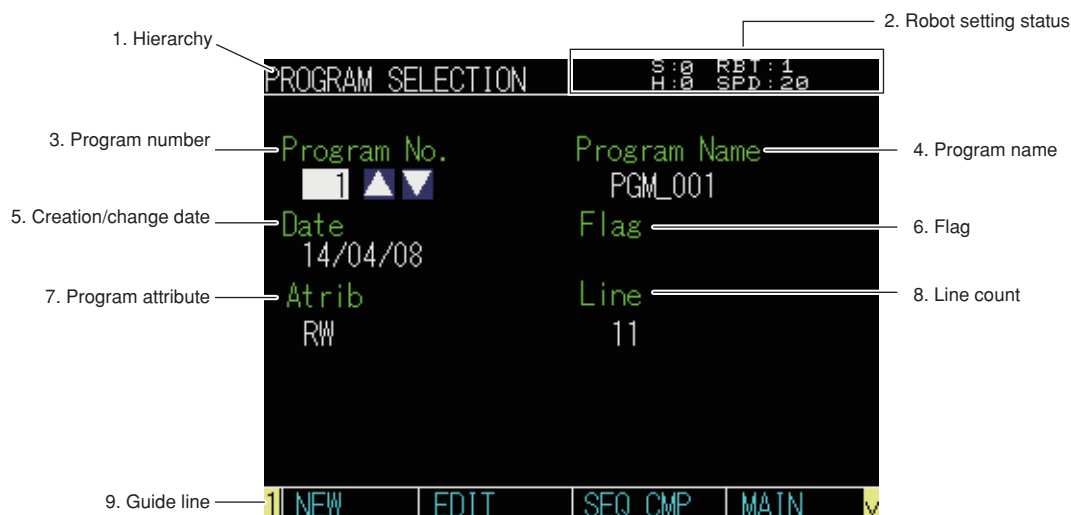 2. Robot setting status
1. Hierarchy
PROGRAM SELECTION
S:0 RBT:1
H:0 SPD:20
3. Program number
Program No.
Program Name
4. Program name
1
PGM_001
5. Creation/change date
Date
Flag
6. Flag
14/04/08
7. Program attribute
Atrib
Line
8. Line count
RW
11
9. Guide line
1 NEW EDIT SEQ CMP MAIN